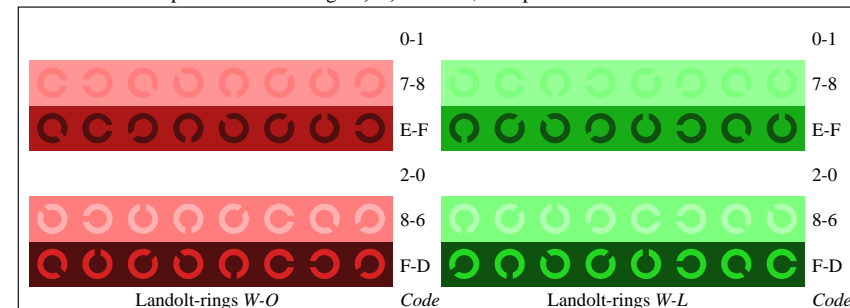 0-1 0-1
7-8 7-8
E-F E-F
2-0 2-0
8-6 8-6
F-D F-D
Landolt-rings W-O Code Landolt-rings W-L Code